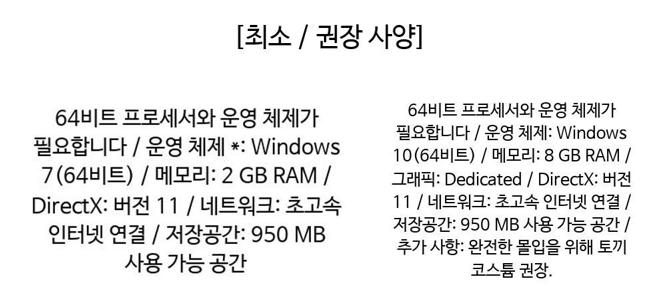 [최소 / 권장 사양]
64비트 프로세서와 운영 체제가
필요합니다 / 운영 체제 *: Windows
7(64비트) / 메모리: 2 GB RAM /
DirectX: 버전 11 / 네트워크: 초고속
인터넷 연결 / 저장공간: 950 MB
사용 가능 공간
64비트 프로세서와 운영 체제가
필요합니다 / 운영 체제: Windows
10(64비트) / 메모리: 8 GB RAM /
그래픽: Dedicated / DirectX: 버전
11 / 네트워크: 초고속 인터넷 연결 /
저장공간: 950 MB 사용 가능 공간 /
추가 사항: 완전한 몰입을 위해 토끼
코스튬 권장.